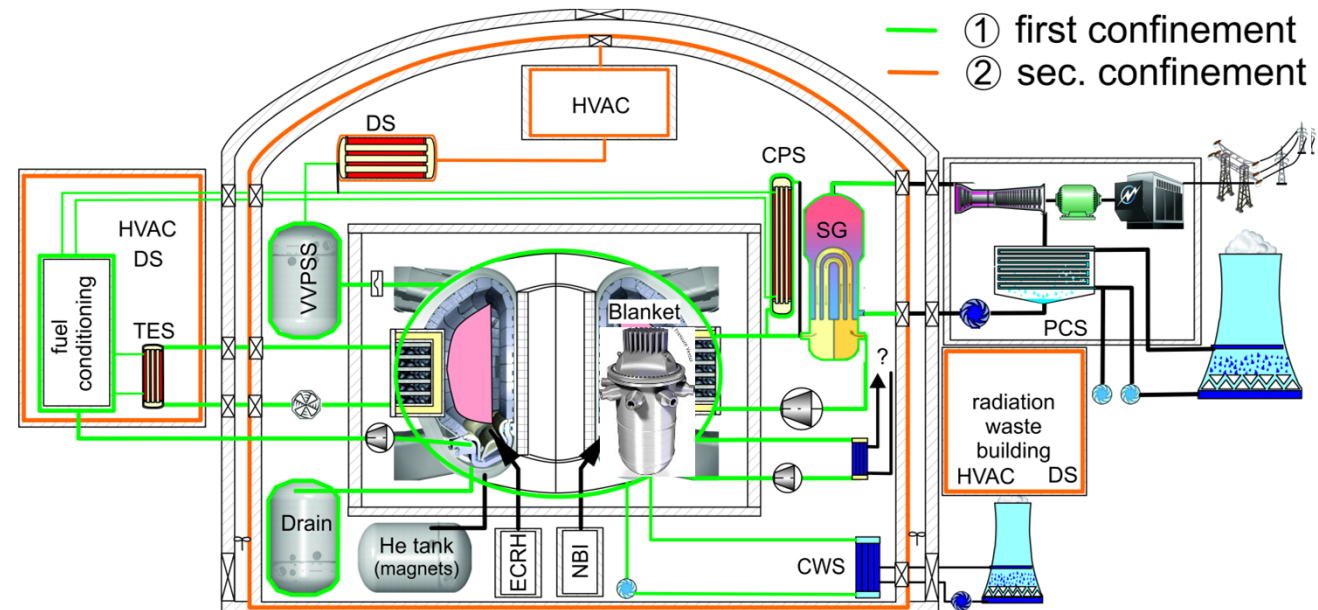 ① first confinement
② sec. confinement
HVAC
DS
CPS
HVAC
DS
VVPSS
SG
Blanket
fuel
conditioning
TES
PCS
?
radiation
waste
building
HVAC
DS
Drain
He tank
(magnets)
ECRH
NBI
CWS